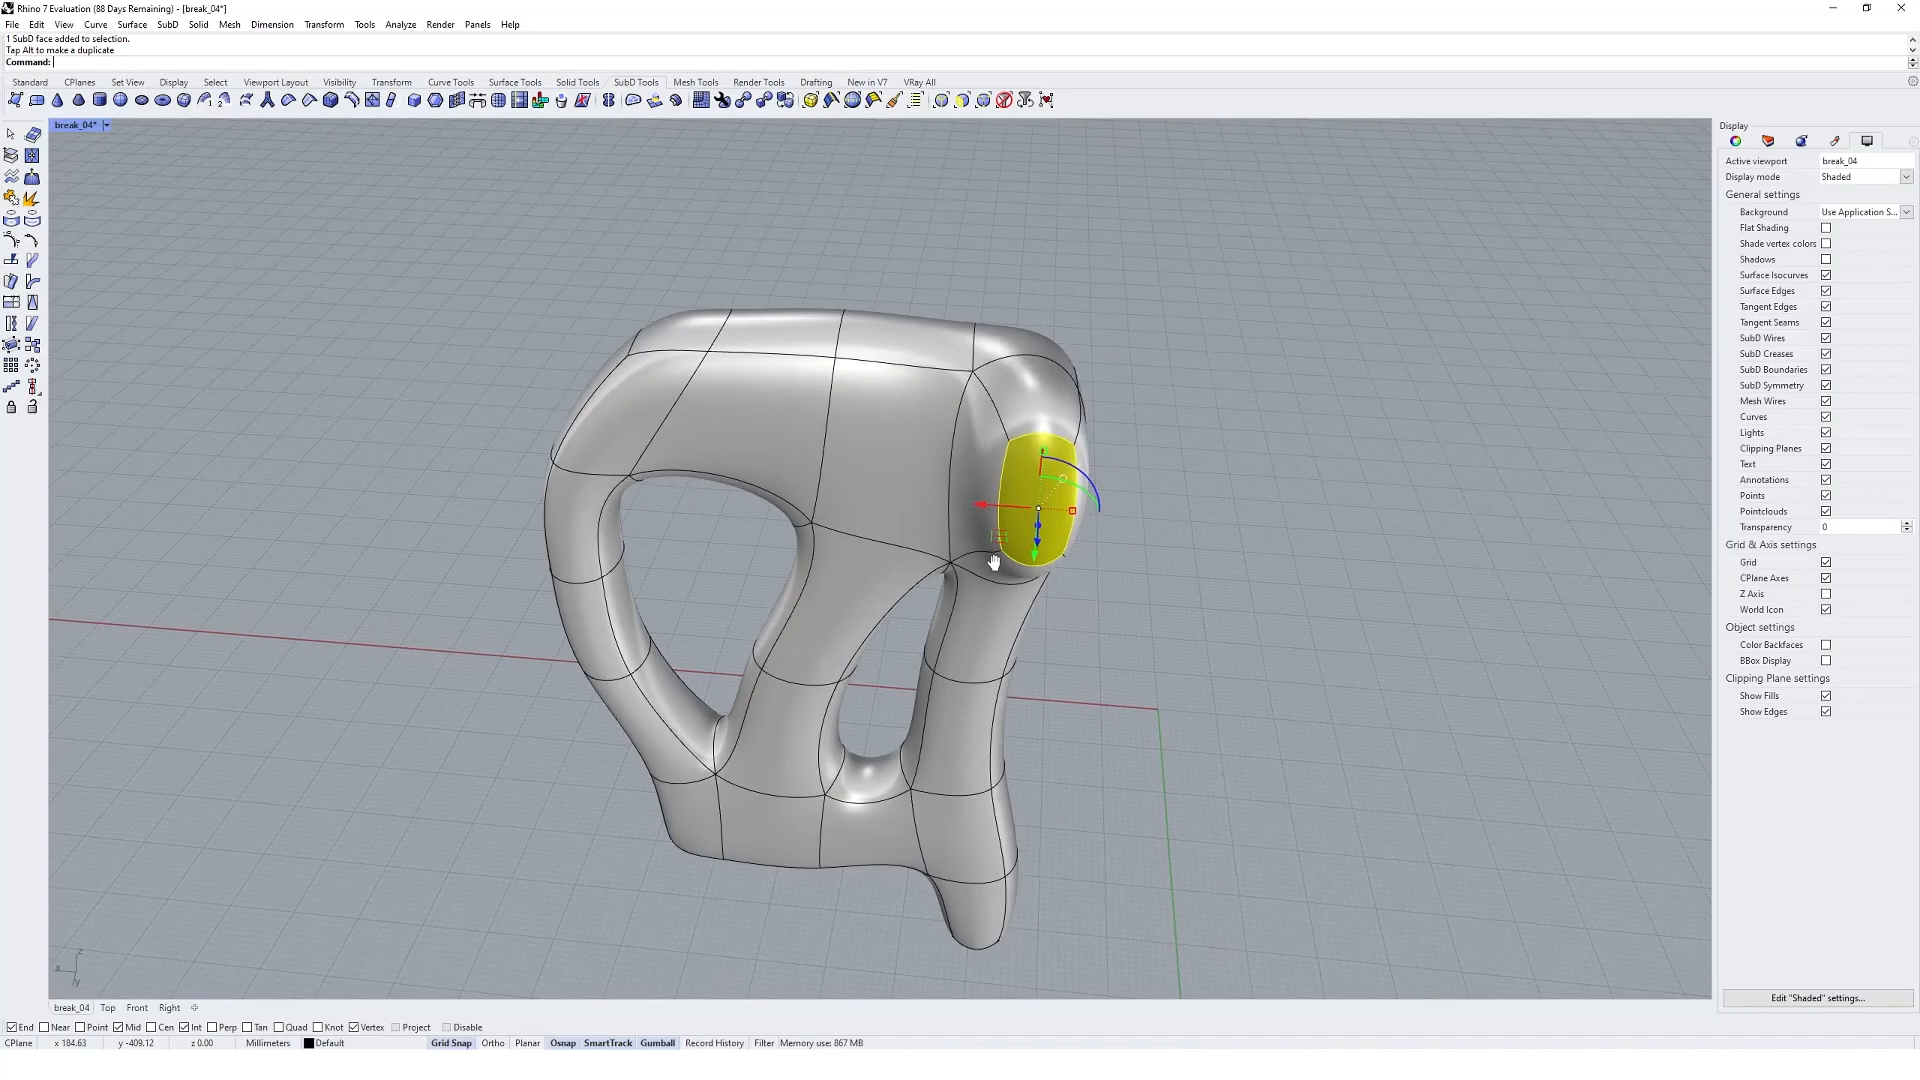 Rhino 7 Evaluation (88 Days Remaining) - [break_04*]
File Edit View Curve Surface SubD Solid Mesh Dimension Transform Tools Analyze Render Panels Help
1 SubD face added to selection.
Tap Alt to make a duplicate
Command:
Standard CPlanes Set View Display Select Viewport Layout Visibility Transform Curve Tools Surface Tools Solid Tools SubD Tools Mesh Tools Render Tools Drafting New in V7 VRay All
break_04*
Display
Active viewport break_04
Display mode Shaded
General settings
Background Use Application S...
Flat Shading
Shade vertex colors
Shadows
Surface Isocurves
Surface Edges
Tangent Edges
Tangent Seams
SubD Wires
SubD Creases
SubD Boundaries
SubD Symmetry
Mesh Wires
Curves
Lights
Clipping Planes
Text
Annotations
Points
Pointclouds
Transparency 0
Grid & Axis settings
Grid
CPlane Axes
Z Axis
World Icon
Object settings
Color Backfaces
BBox Display
Clipping Plane settings
Show Fills
Show Edges
Edit "Shaded" settings...
z
x
y
break_04 Top Front Right
End Near Point Mid Cen Int Perp Tan Quad Knot Vertex Project Disable
CPlane x 184.63 y -409.12 z 0.00 Millimeters Default Grid Snap Ortho Planar Osnap SmartTrack Gumball Record History Filter Memory use: 867 MB